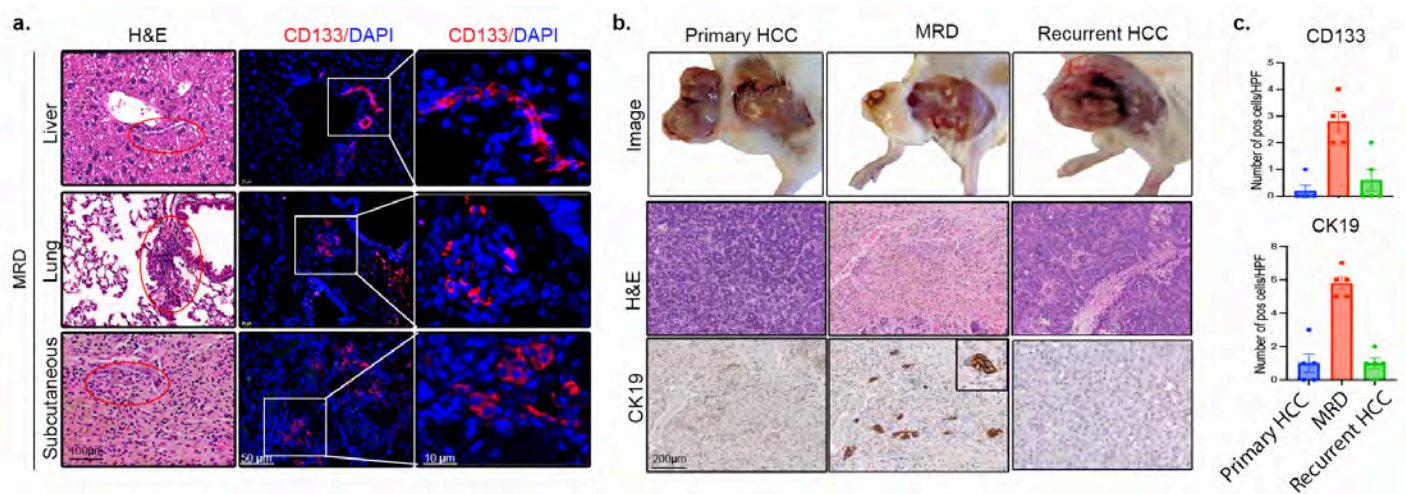 a.
H&E
CD133/DAPI
CD133/DAPI
MRD
Liver
Lung
Subcutaneous
100μm
50 μm
10 μm
b.
Primary HCC
MRD
Recurrent HCC
Image
H&E
CK19
200μm
c.
CD133
Number of pos cells/HPF
5
4
3
2
1
0
CK19
Number of pos cells/HPF
8
6
4
2
0
Primary HCC
MRD
Recurrent HCC